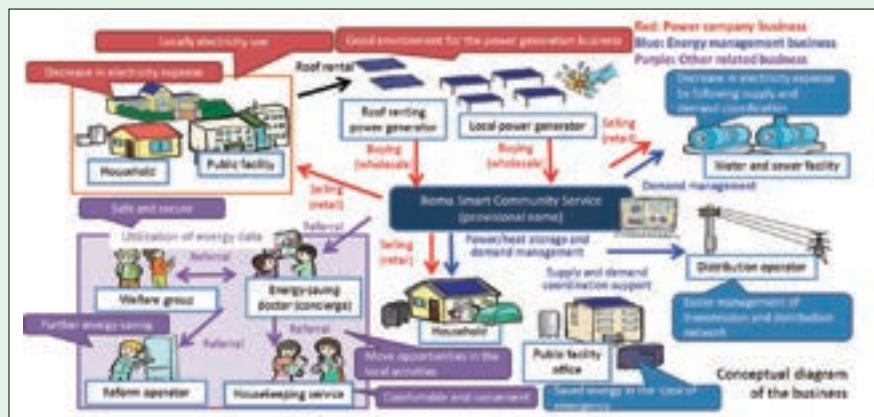 Red: Power company business
Blue: Energy management business
Purple: Other related business
Locally electricity use
Good environment for the power generation business
Decrease in electricity expense
Roof rental
Decrease in electricity expense
by following supply and
demand coordination
Roof renting
power generator
Local power generator
Household
Public facility
Buying
(wholesale)
Buying
(wholesale)
Selling
(retail)
Water and sewer facility
Selling
(retail)
Smart Community Service
(provisional name)
Demand management
Safe and secure
Utilization of energy data
Referral
Referral
Selling
(retail)
Power/heat storage and
demand management
Welfare group
Energy-saving
doctor (concierge)
Supply and demand
coordination support
Distribution operator
Household
Easier management of
transmission and distribution
network
Further energy-saving
Referral
Referral
Move opportunities in the
local activities
Public facility
office
Reform operator
Housekeeping service
Comfortable and convenient
Saved energy in the case of
emergency
Conceptual diagram
of the business